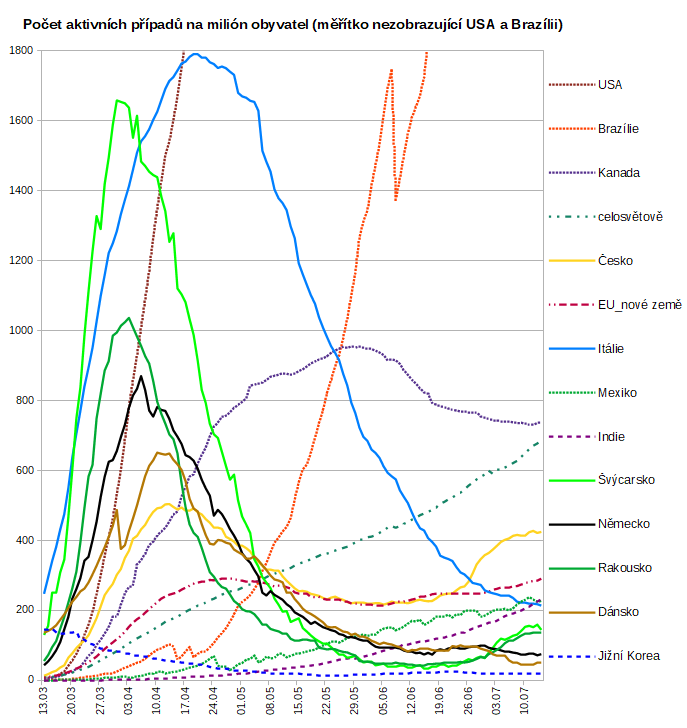 Počet aktivních případů na milión obyvatel (měřítko nezobrazující USA a Brazílii)
1800
1600
1400
1200
1000
800
600
400
200
0
13.03
20.03
27.03
03.04
10.04
17.04
24.04
01.05
08.05
15.05
22.05
29.05
05.06
12.06
19.06
26.06
03.07
10.07
USA
Brazílie
Kanada
celosvětově
Česko
EU_nové země
Itálie
Mexiko
Indie
Švýcarsko
Německo
Rakousko
Dánsko
Jižní Korea